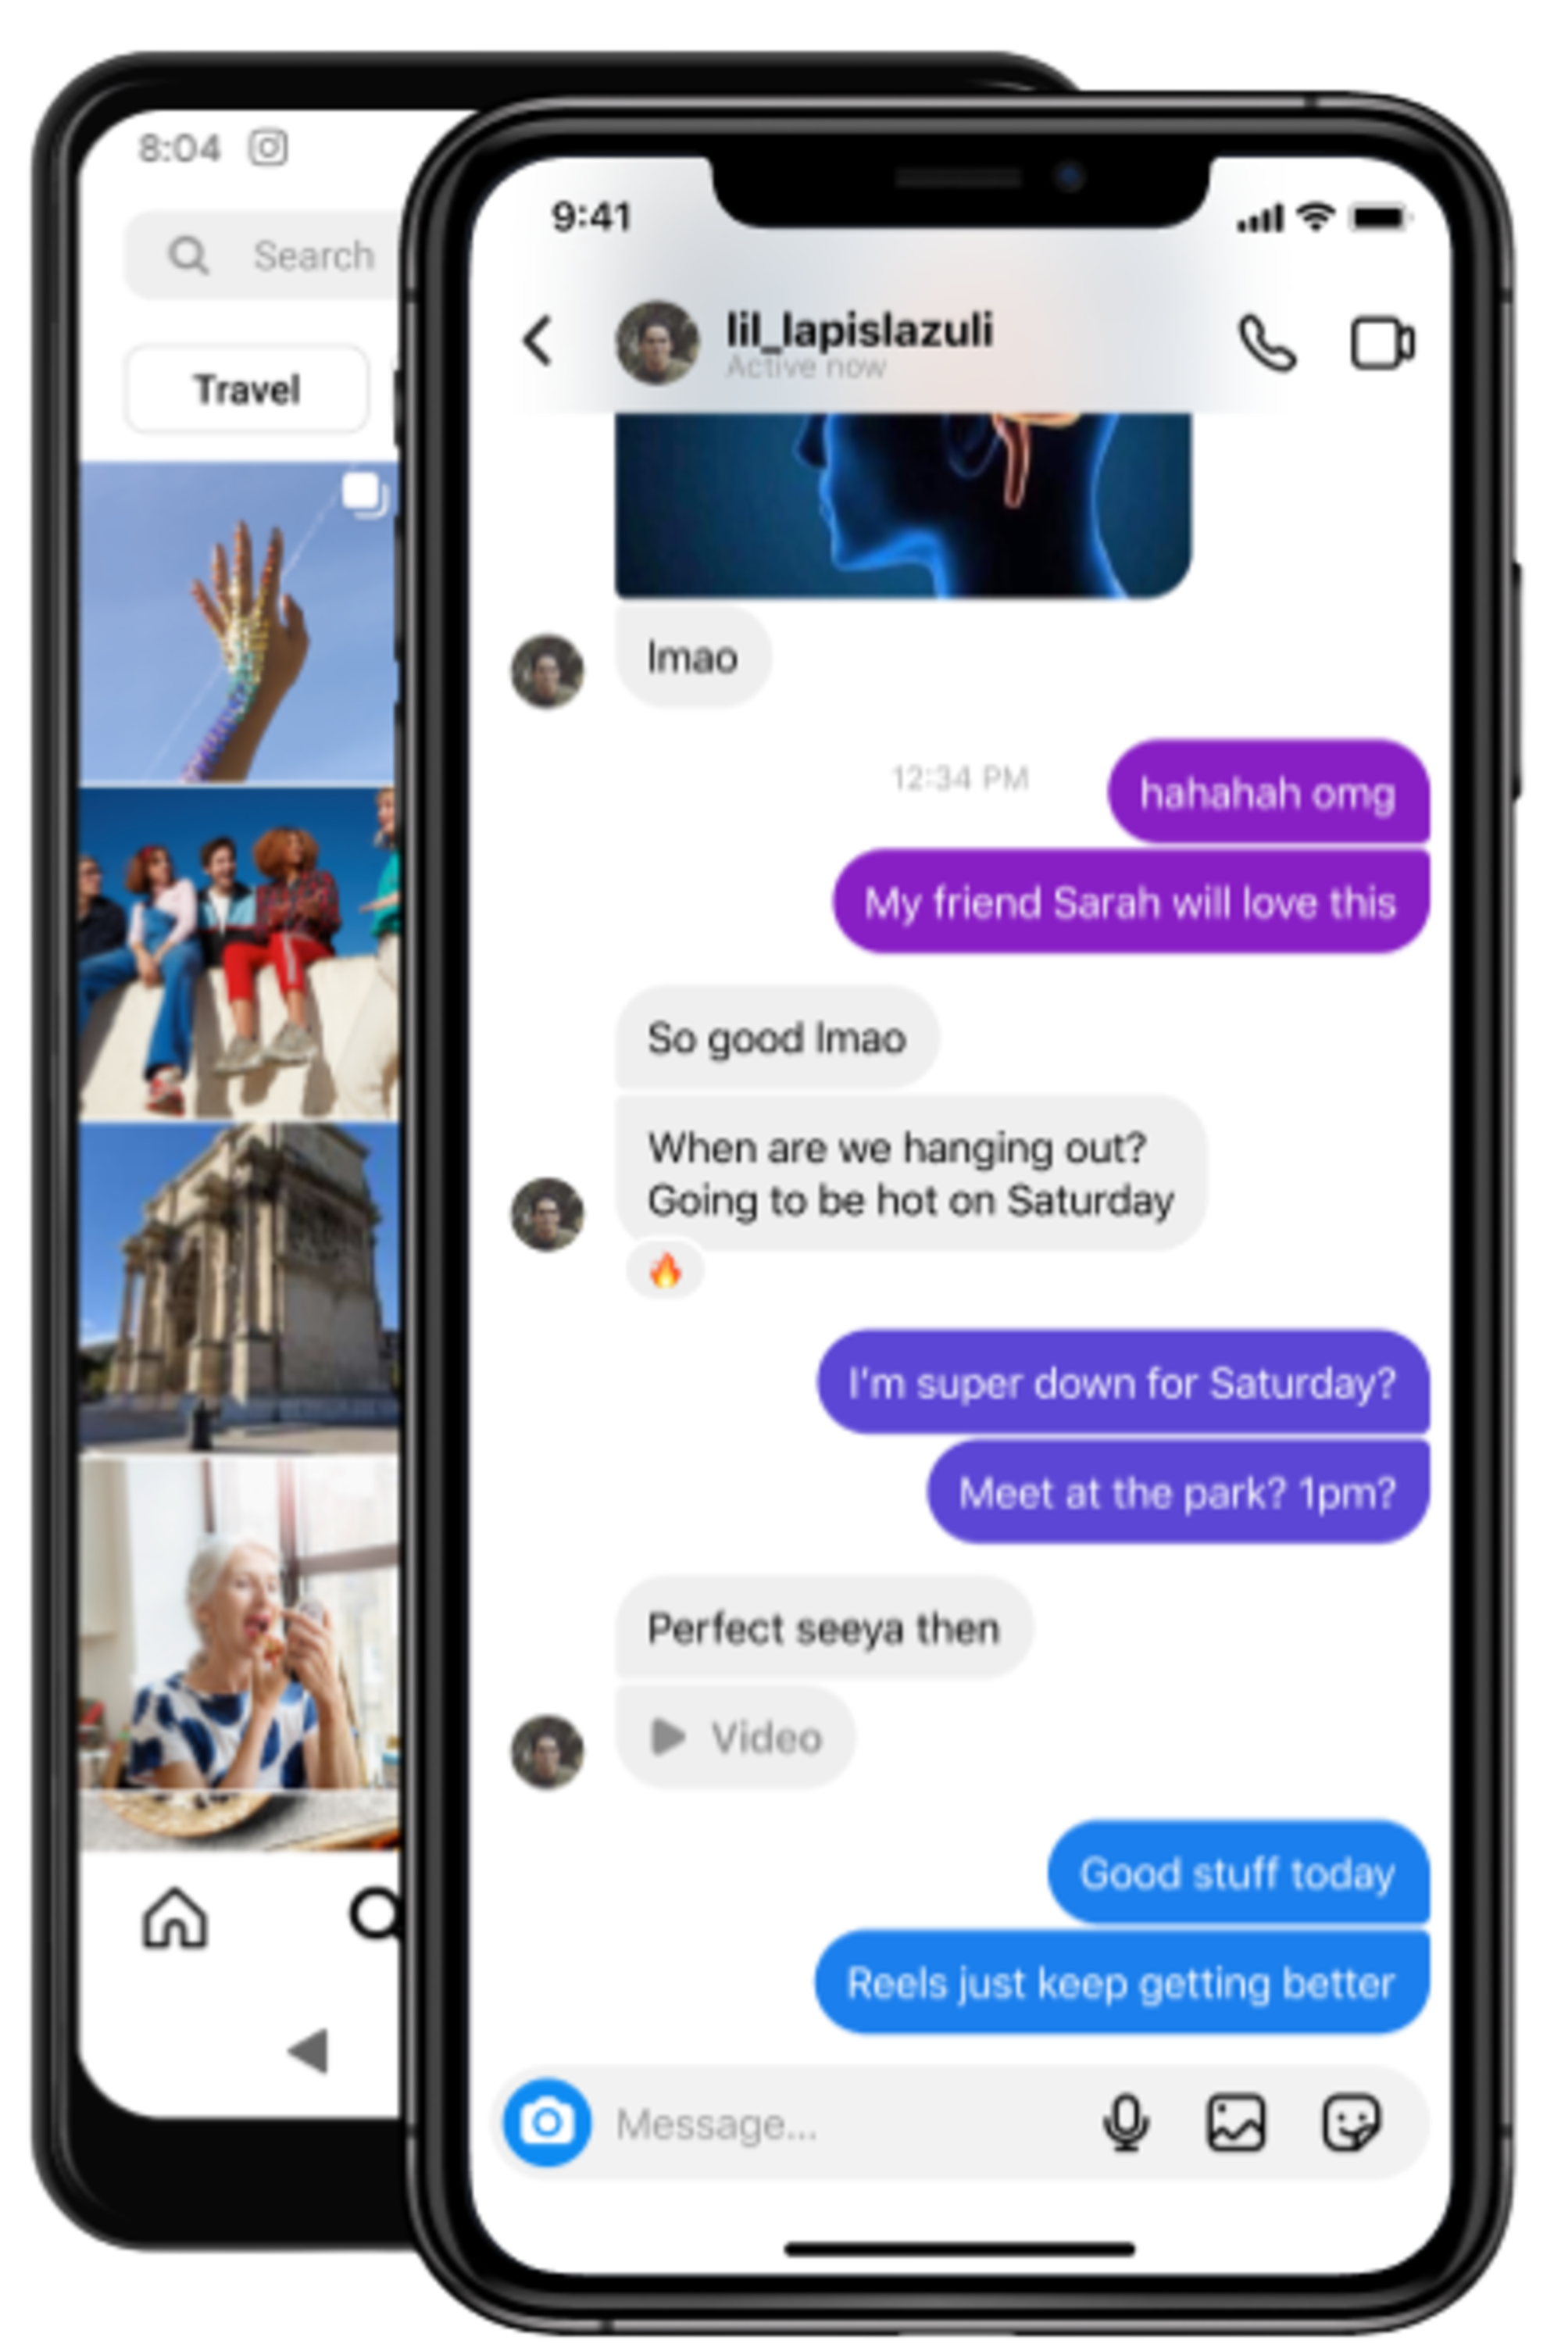 8:04
Search
Travel
9:41
lil_lapislazuli
Active now
lmao
12:34 PM
hahahah omg
My friend Sarah will love this
So good lmao
When are we hanging out?
Going to be hot on Saturday
I'm super down for Saturday?
Meet at the park? 1pm?
Perfect seeya then
Video
Good stuff today
Reels just keep getting better
Message...